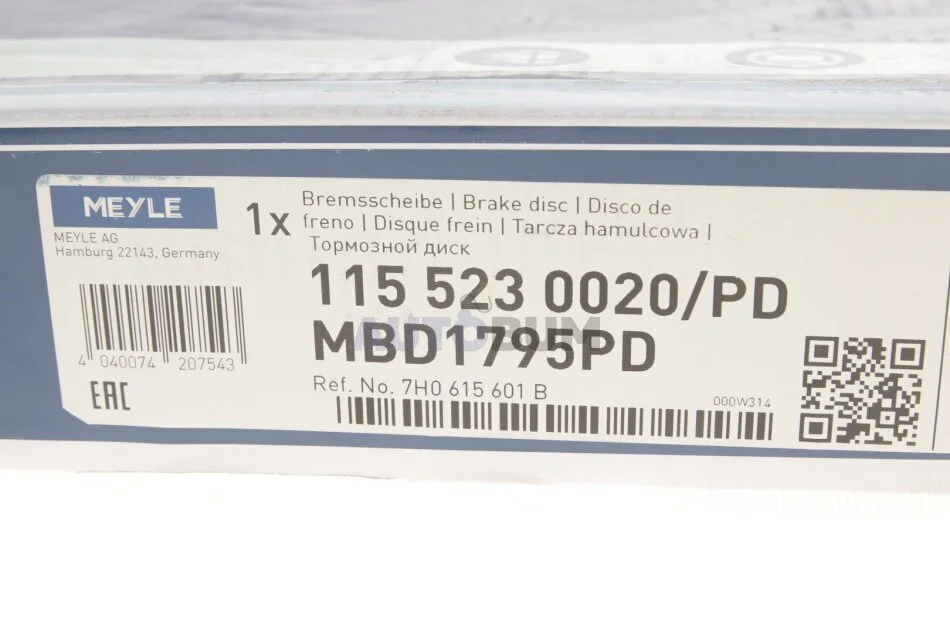 MEYLE
MEYLE AG
Hamburg 22143, Germany
1x
Bremsscheibe | Brake disc | Disco de
freno | Disque frein | Tarcza hamulcowa |
Тормозной диск
115 523 0020/PD
MBD1795PD
AUTOBUM
Ref. No. 7H0 615 601 B
000W314
4 040074 207543
EAC